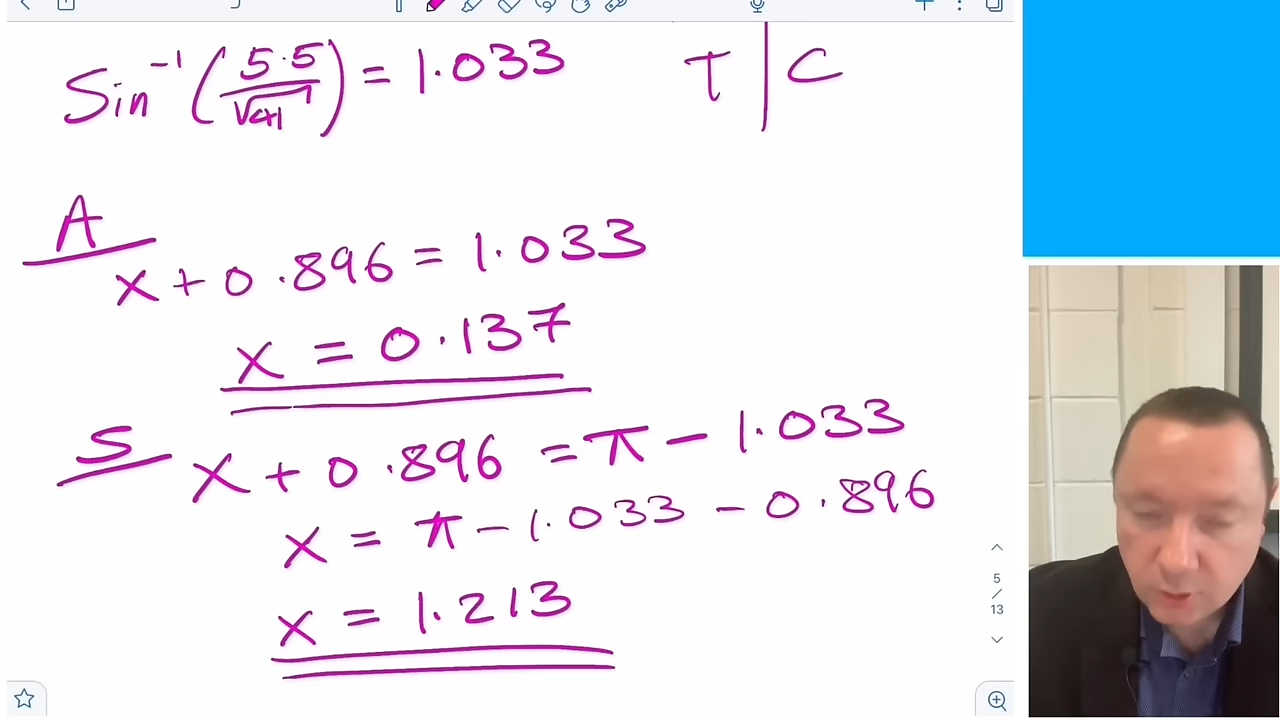 Sin⁻¹(5.5/√41) = 1.033
T | C
A
x + 0.896 = 1.033
x = 0.137
S
x + 0.896 = π - 1.033
x = π - 1.033 - 0.896
x = 1.213
5
/
13